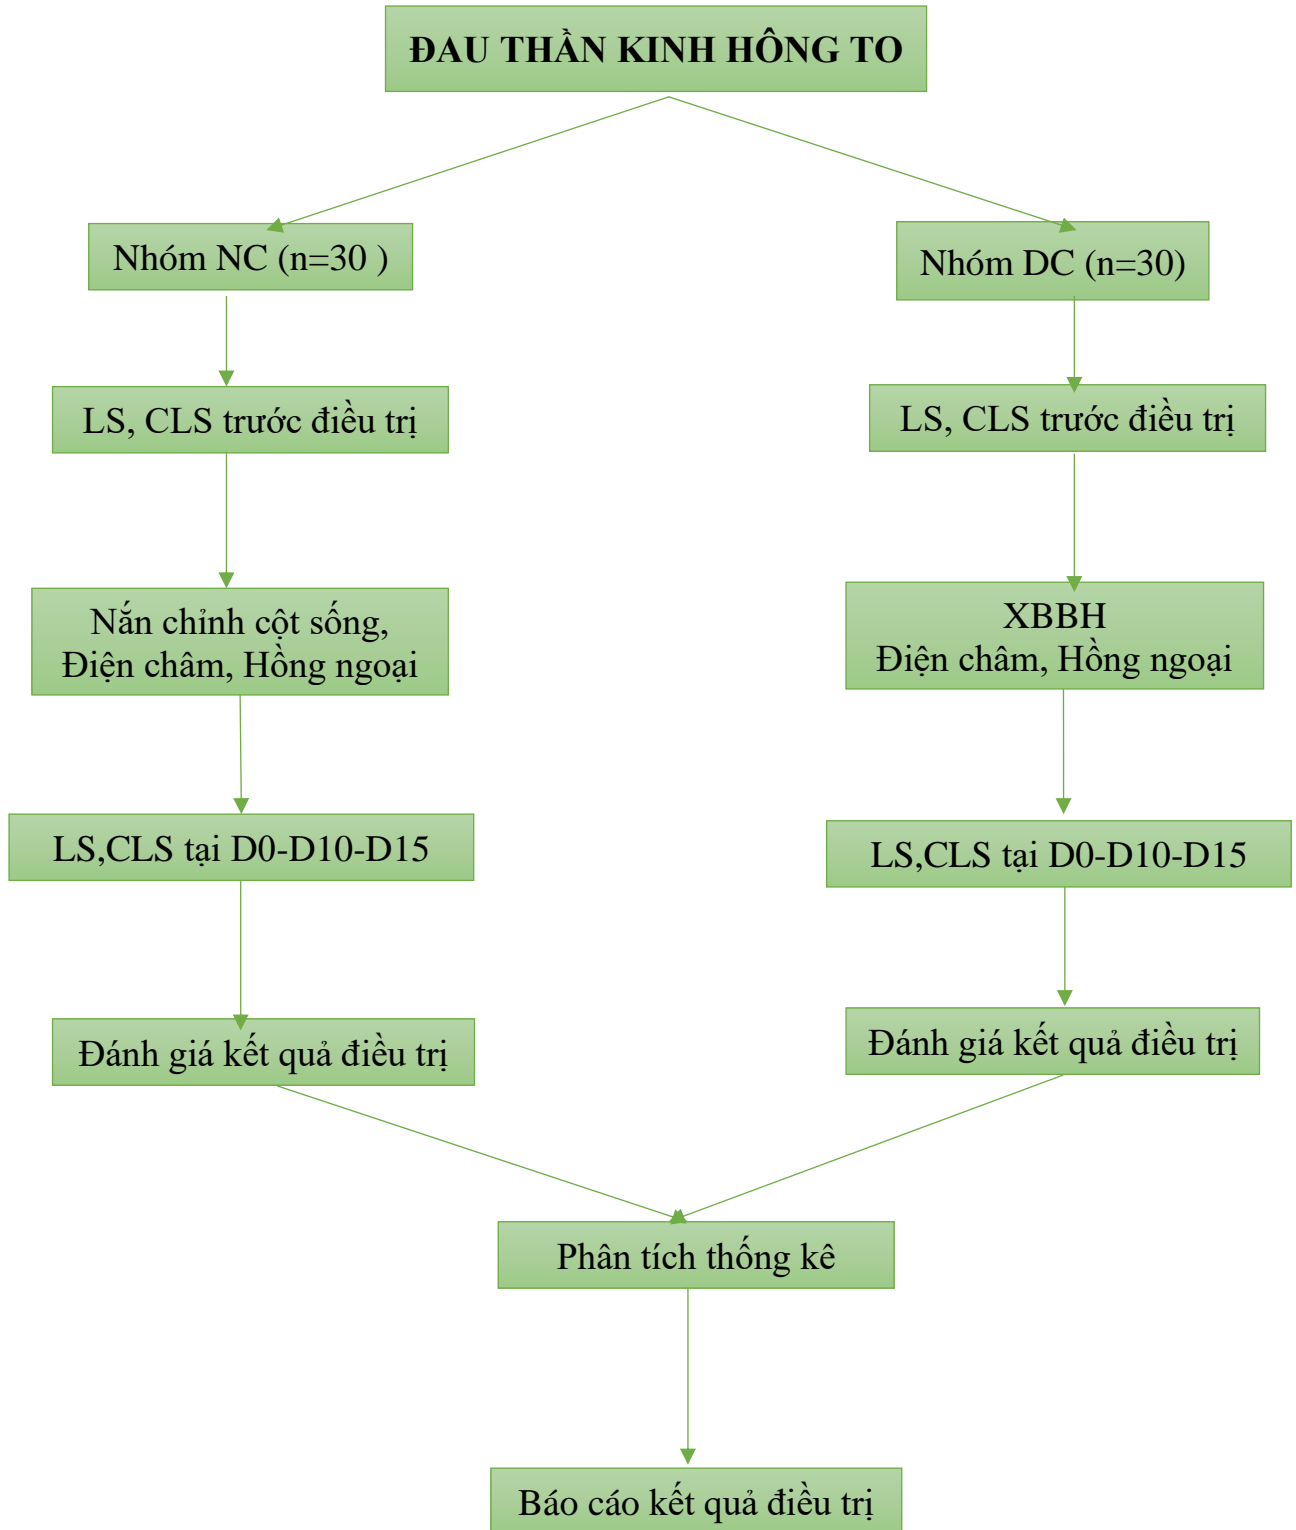 ĐAU THẦN KINH HÔNG TO
Nhóm NC (n=30 )
Nhóm DC (n=30)
LS, CLS trước điều trị
LS, CLS trước điều trị
Nắn chỉnh cột sống,
Điện châm, Hồng ngoại
XBBH
Điện châm, Hồng ngoại
LS,CLS tại D0-D10-D15
LS,CLS tại D0-D10-D15
Đánh giá kết quả điều trị
Đánh giá kết quả điều trị
Phân tích thống kê
Báo cáo kết quả điều trị